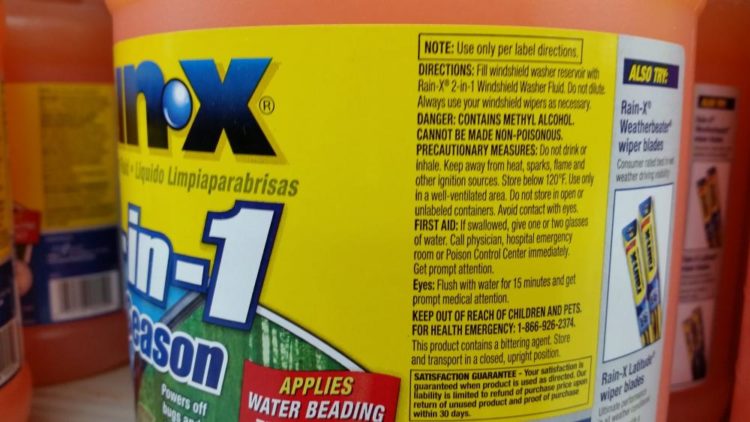 in-x®
• Líquido Limpiaparabrisas
-in-1
eason
Powers off
bugs and
APPLIES
WATER BEADING
NOTE: Use only per label directions.
DIRECTIONS: Fill windshield washer reservoir with
Rain-X® 2-in-1 Windshield Washer Fluid. Do not dilute.
Always use your windshield wipers as necessary.
DANGER: CONTAINS METHYL ALCOHOL.
CANNOT BE MADE NON-POISONOUS.
PRECAUTIONARY MEASURES: Do not drink or
inhale. Keep away from heat, sparks, flame and
other ignition sources. Store below 120°F. Use only
in a well-ventilated area. Do not store in open or
unlabeled containers. Avoid contact with eyes.
FIRST AID: If swallowed, give one or two glasses
of water. Call physician, hospital emergency
room or Poison Control Center immediately.
Get prompt attention.
Eyes: Flush with water for 15 minutes and get
prompt medical attention.
KEEP OUT OF REACH OF CHILDREN AND PETS.
FOR HEALTH EMERGENCY: 1-866-926-2374.
This product contains a bittering agent. Store
and transport in a closed, upright position.
SATISFACTION GUARANTEE - Your satisfaction is
guaranteed when product is used as directed. Our
liability is limited to refund of purchase price upon
return of unused product and proof of purchase
within 30 days.
ALSO TRY:
Rain-X®
Weatherbeater®
wiper blades
Consumer rated best in wet
weather driving visibility
Rain-X
Rain-X Latitude®
wiper blades
Ultimate performance